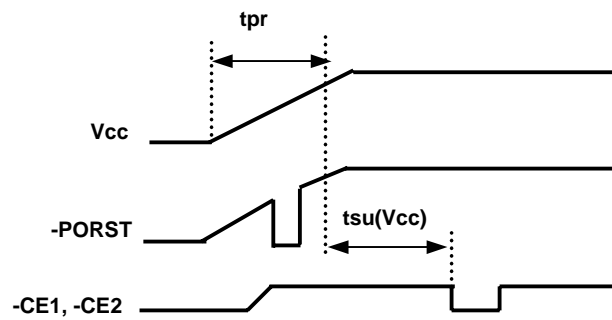 tpr
Vcc
-PORST
tsu(Vcc)
-CE1, -CE2